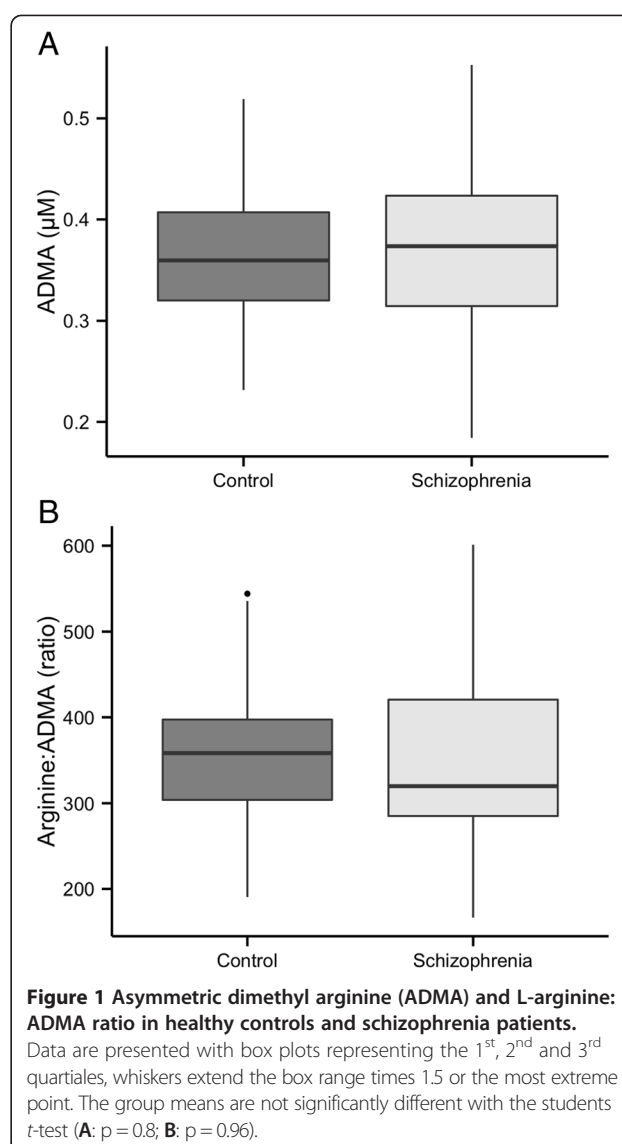 A
ADMA (µM)
0.5
0.4
0.3
0.2
Control Schizophrenia
B
Arginine:ADMA (ratio)
600
500
400
300
200
Control Schizophrenia
Figure 1 Asymmetric dimethyl arginine (ADMA) and L-arginine:
ADMA ratio in healthy controls and schizophrenia patients.
Data are presented with box plots representing the 1st, 2nd and 3rd
quartiales, whiskers extend the box range times 1.5 or the most extreme
point. The group means are not significantly different with the students
t-test (A: p = 0.8; B: p = 0.96).